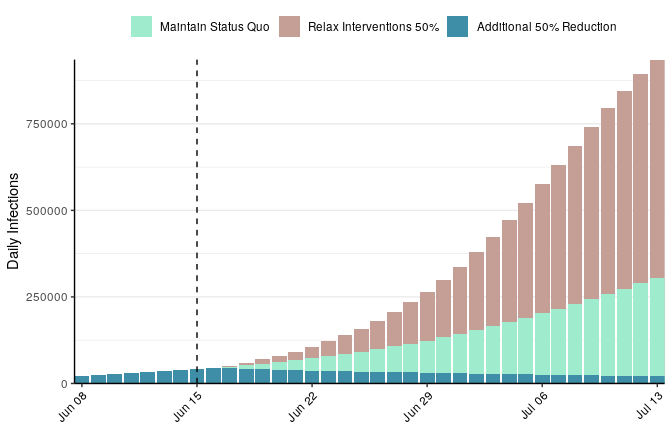 Maintain Status Quo Relax Interventions 50% Additional 50% Reduction
Daily Infections
750000
500000
250000
0
Jun 08 Jun 15 Jun 22 Jun 29 Jul 06 Jul 13